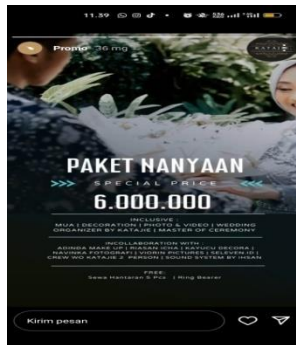 11.39
Promo 36 mg
KATAJIE
PAKET HANYAAN
>>> SPECIAL PRICE <<<
6.000.000
INCLUSIVE :
MUA | DECORATION | PHOTO & VIDEO | WEDDING
ORGANIZER BY KATAJIE | MASTER OF CEREMONY
INCOLLABORATION WITH :
ADINDA MAKE UP | RIASAN ICHA | KAYUCU DECORA |
NAVINKA FOTOGRAFI | VIORIN PICTURES | SELEVEN.ID |
CREW WO KATAJIE 2 PERSON | SOUND SYSTEM BY IHSAN
FREE:
Sewa Hantaran 5 Pcs | Ring Bearer
Kirim pesan